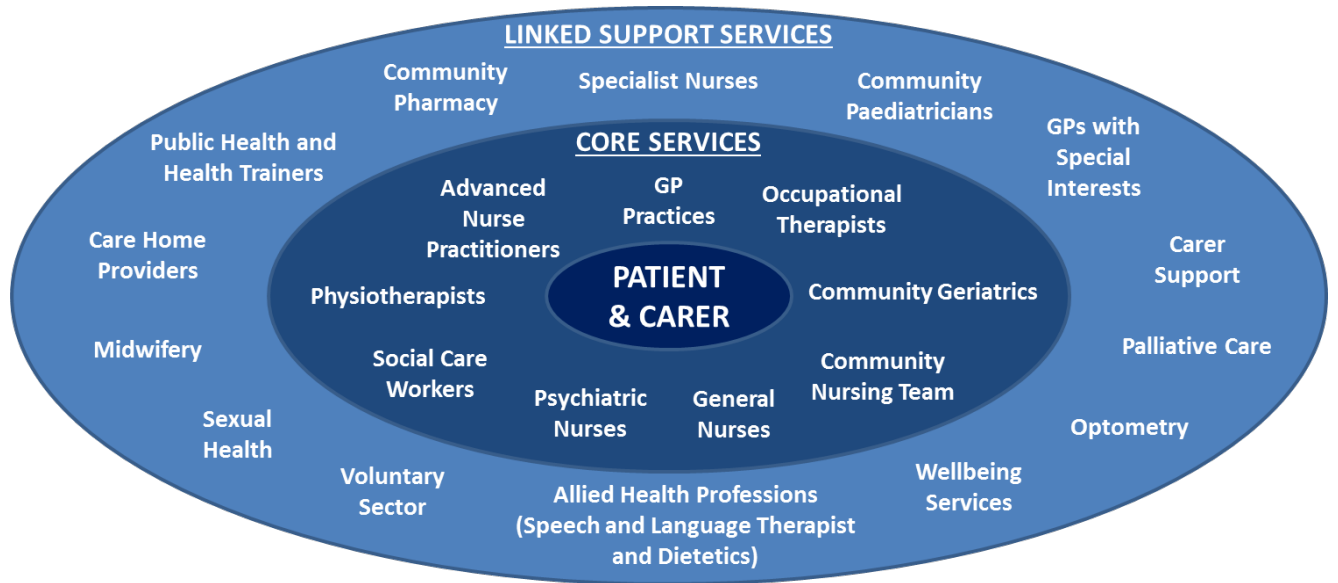 LINKED SUPPORT SERVICES
Community
Pharmacy
Specialist Nurses
Community
Paediatricians
GPs with
Special
Interests
Public Health and
Health Trainers
Care Home
Providers
Carer
Support
Midwifery
Palliative Care
Sexual
Health
Optometry
Voluntary
Sector
Wellbeing
Services
Allied Health Professions
(Speech and Language Therapist
and Dietetics)
CORE SERVICES
Advanced
Nurse
Practitioners
GP
Practices
Occupational
Therapists
Physiotherapists
Community Geriatrics
Social Care
Workers
Community
Nursing Team
Psychiatric
Nurses
General
Nurses
PATIENT
& CARER